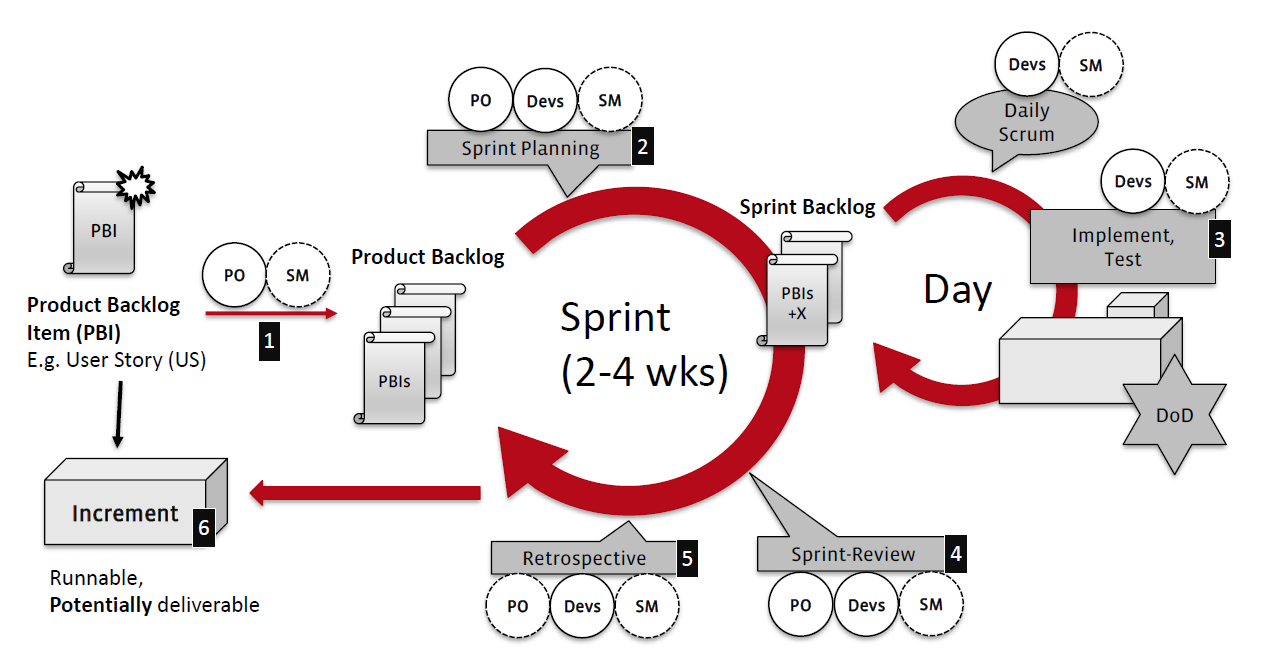 PBI
Product Backlog
Item (PBI)
E.g. User Story (US)
PO
SM
1
Product Backlog
PBIs
PO
Devs
SM
Sprint Planning
2
Sprint
(2-4 wks)
Sprint Backlog
PBIs
+X
Devs
SM
Daily
Scrum
Devs
SM
Implement,
Test
3
Day
DoD
Sprint-Review
4
PO
Devs
SM
Retrospective
5
PO
Devs
SM
Increment
6
Runnable,
Potentially deliverable